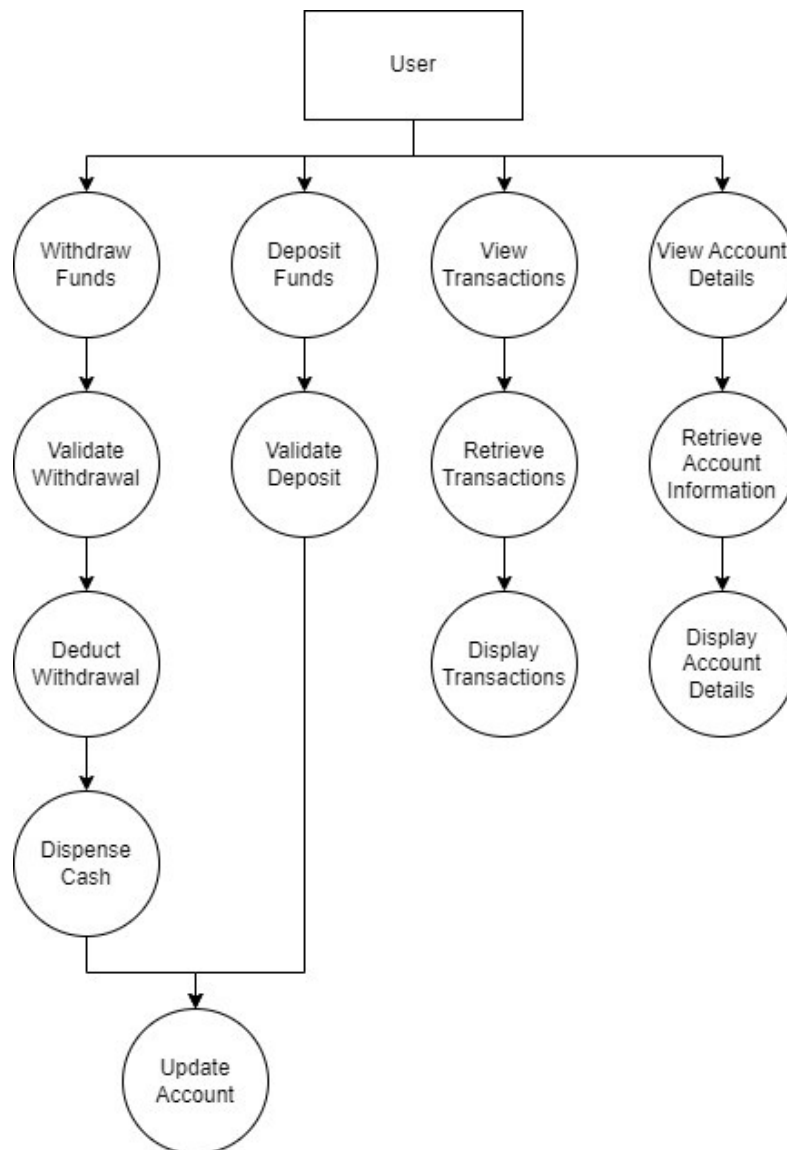 User
Withdraw
Funds
Deposit
Funds
View
Transactions
View Account
Details
Validate
Withdrawal
Validate
Deposit
Retrieve
Transactions
Retrieve
Account
Information
Deduct
Withdrawal
Display
Transactions
Display
Account
Details
Dispense
Cash
Update
Account